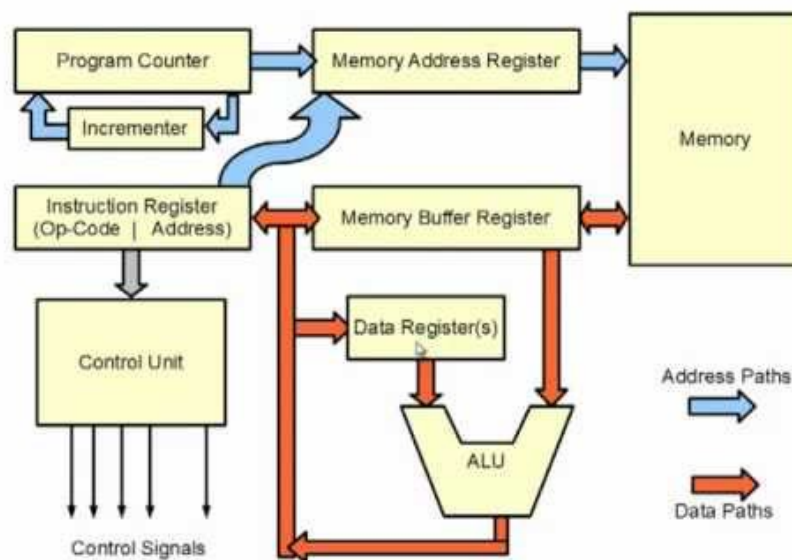 Program Counter
Memory Address Register
Incrementer
Memory
Instruction Register
(Op-Code | Address)
Memory Buffer Register
Data Register(s)
Control Unit
Address Paths
ALU
Data Paths
Control Signals